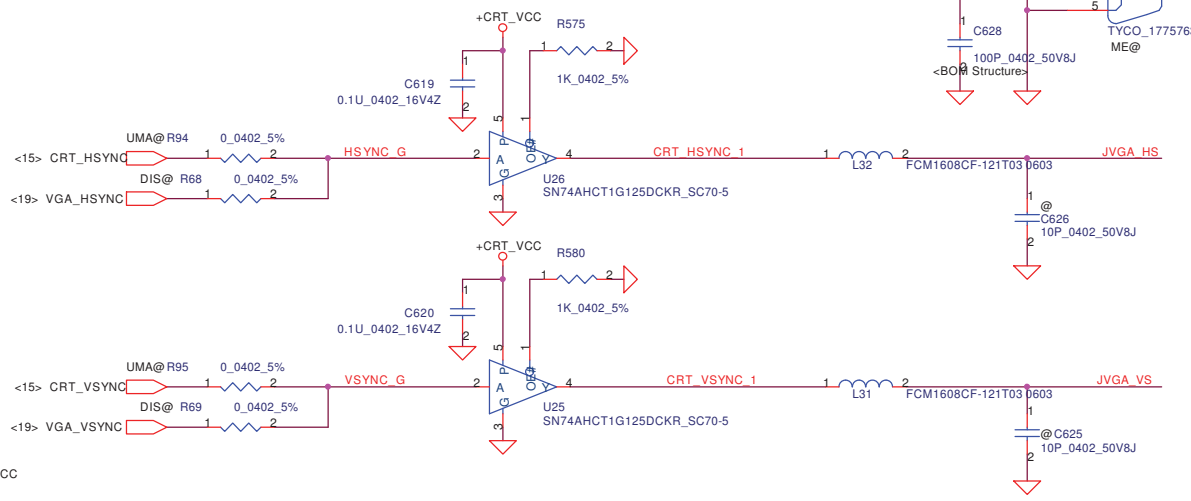 +CRT_VCC
R575
1
2
1K_0402_5%
C619
0.1U_0402_16V4Z
1
2
5
1
P
OE#
UMA@ R94
0_0402_5%
<15> CRT_HSYNC
1
2
HSYNC_G
2
A
Y
4
G
3
CRT_HSYNC_1
1
2
L32
FCM1608CF-121T03 0603
JVGA_HS
DIS@ R68
0_0402_5%
<19> VGA_HSYNC
1
2
U26
SN74AHCT1G125DCKR_SC70-5
1
@
C626
10P_0402_50V8J
2
1
C628
100P_0402_50V8J
2
<BOM Structure>
5
TYCO_177576
ME@
+CRT_VCC
R580
1
2
1K_0402_5%
C620
0.1U_0402_16V4Z
1
2
5
1
P
OE#
UMA@ R95
0_0402_5%
<15> CRT_VSYNC
1
2
VSYNC_G
2
A
Y
4
G
3
CRT_VSYNC_1
1
2
L31
FCM1608CF-121T03 0603
JVGA_VS
DIS@ R69
0_0402_5%
<19> VGA_VSYNC
1
2
U25
SN74AHCT1G125DCKR_SC70-5
1
@ C625
10P_0402_50V8J
2
CC